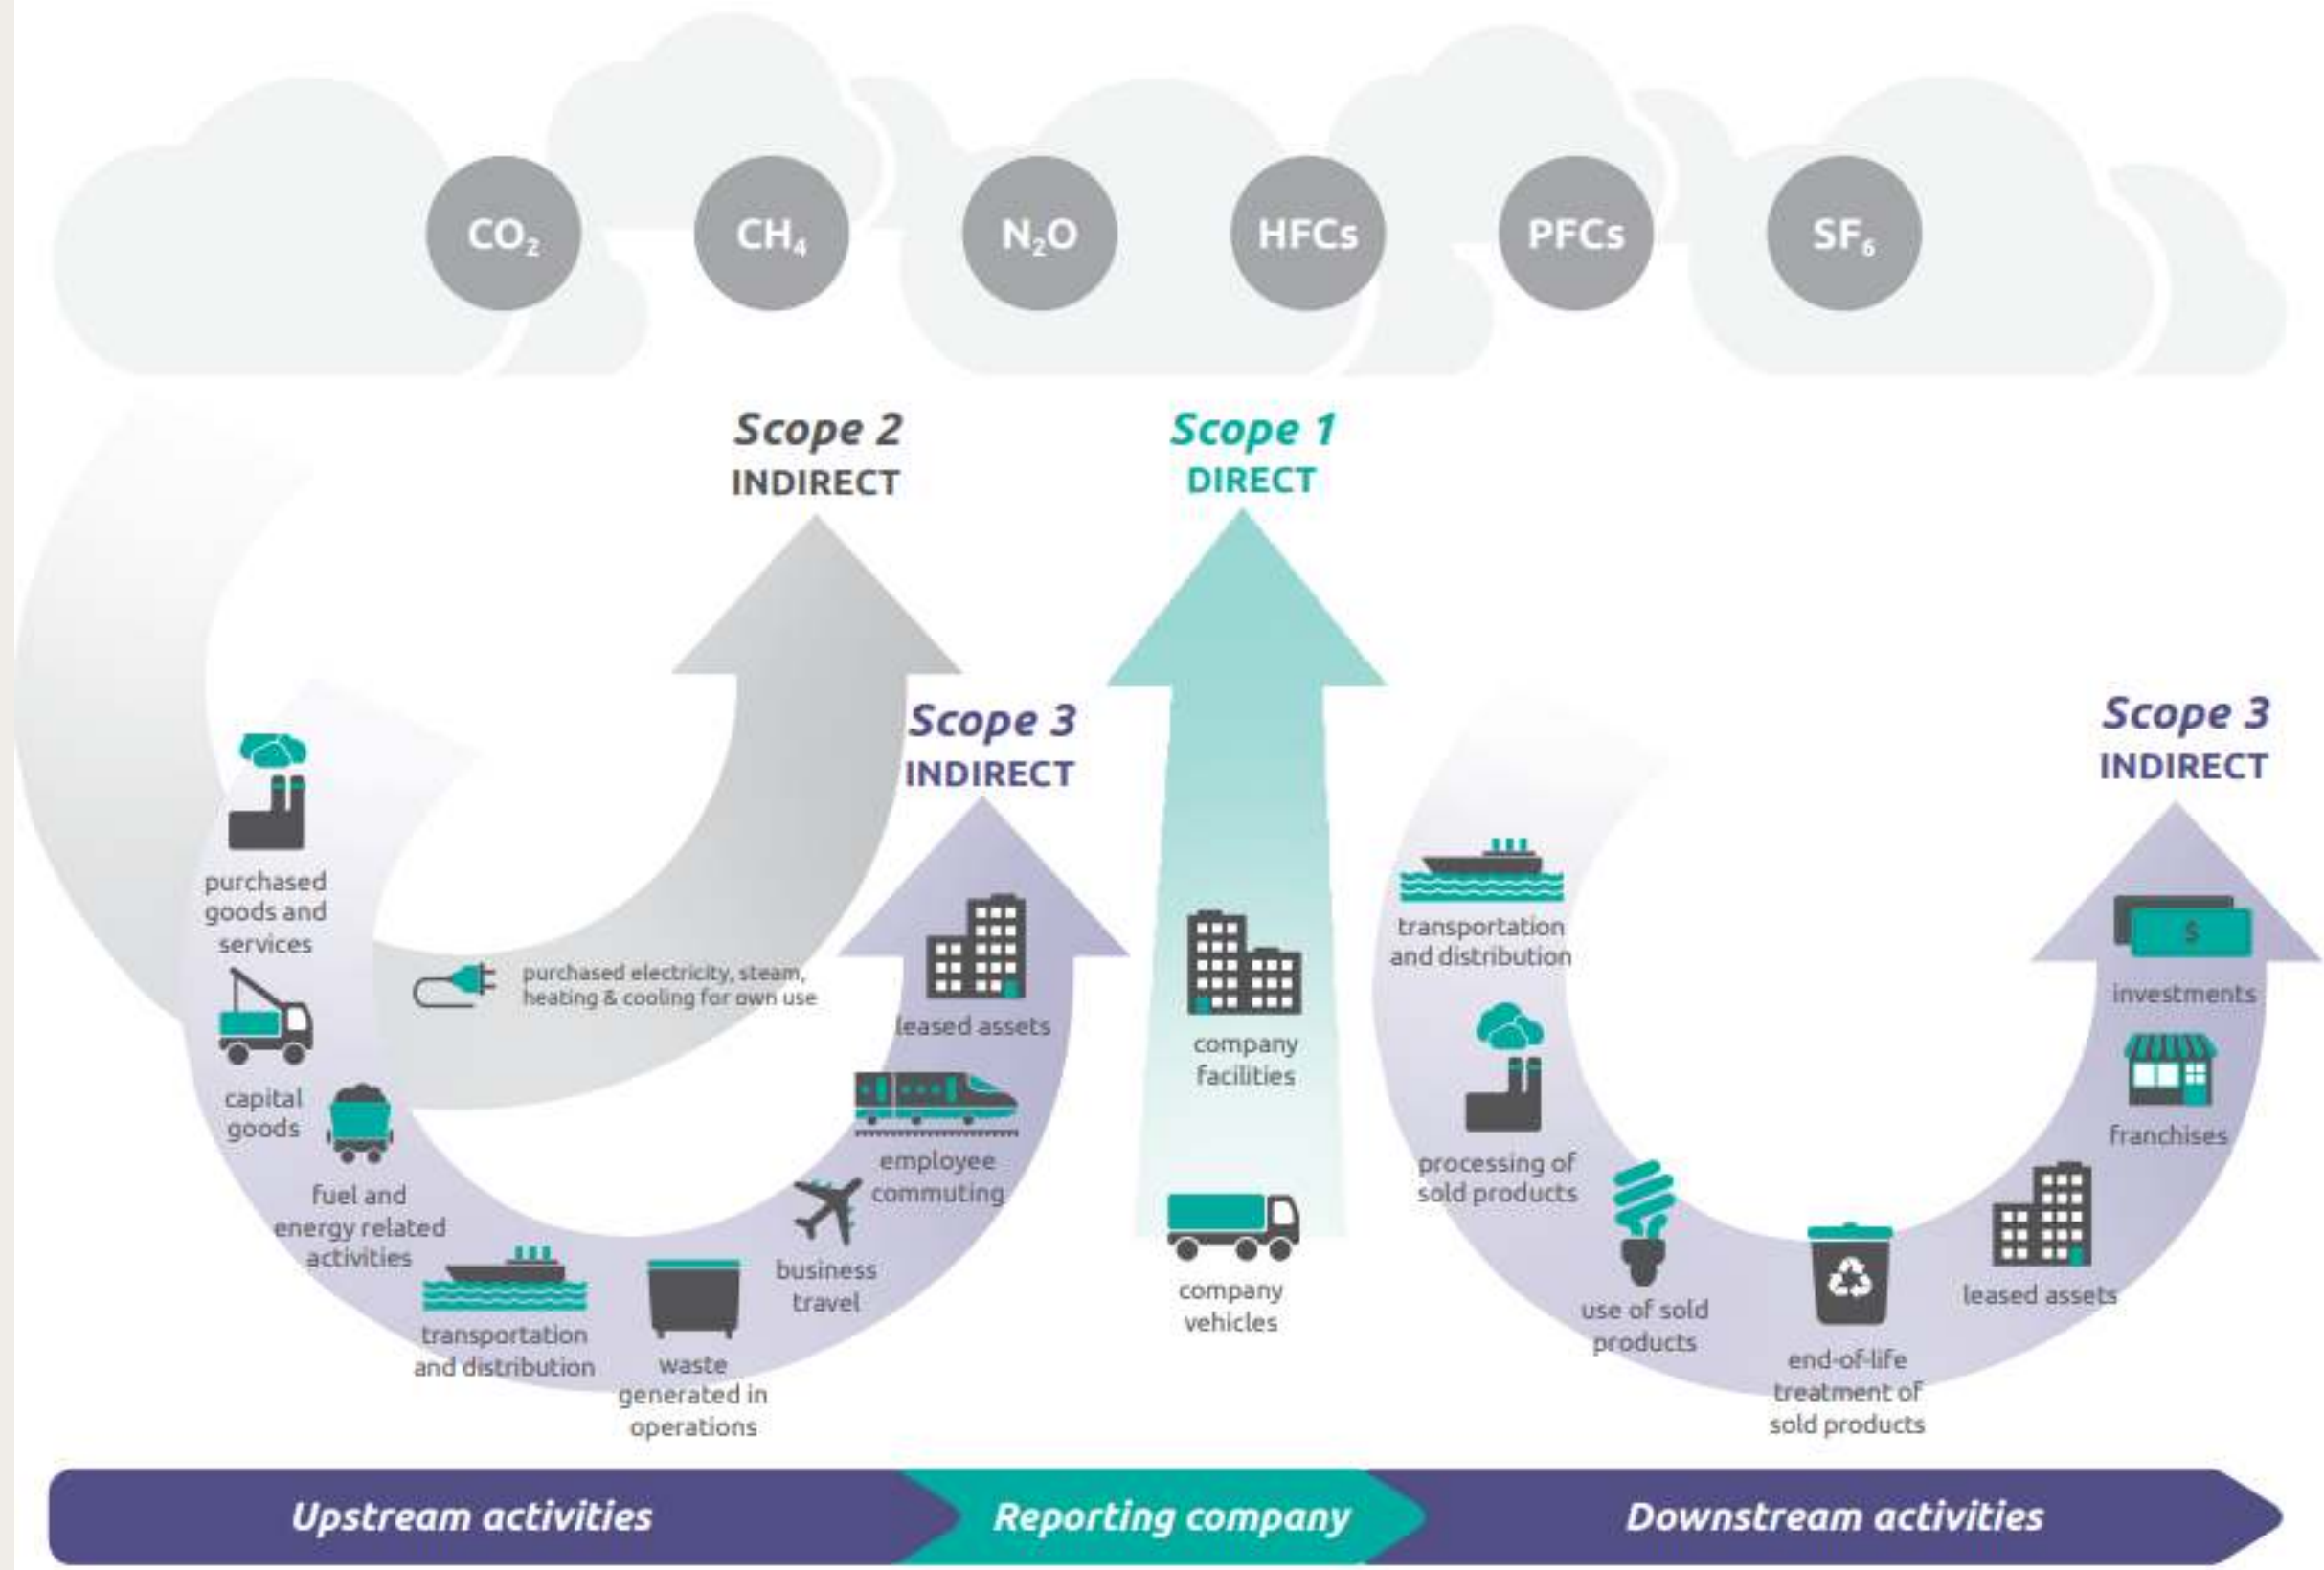 CO₂
CH₄
N₂O
HFCs
PFCs
SF₆
Scope 2
INDIRECT
Scope 1
DIRECT
Scope 3
INDIRECT
Scope 3
INDIRECT
purchased
goods and
services
capital
goods
fuel and
energy related
activities
transportation
and distribution
waste
generated in
operations
business
travel
employee
commuting
leased assets
purchased electricity, steam,
heating & cooling for own use
company
facilities
company
vehicles
transportation
and distribution
processing of
sold products
use of sold
products
end-of-life
treatment of
sold products
leased assets
franchises
investments
$
Upstream activities
Reporting company
Downstream activities